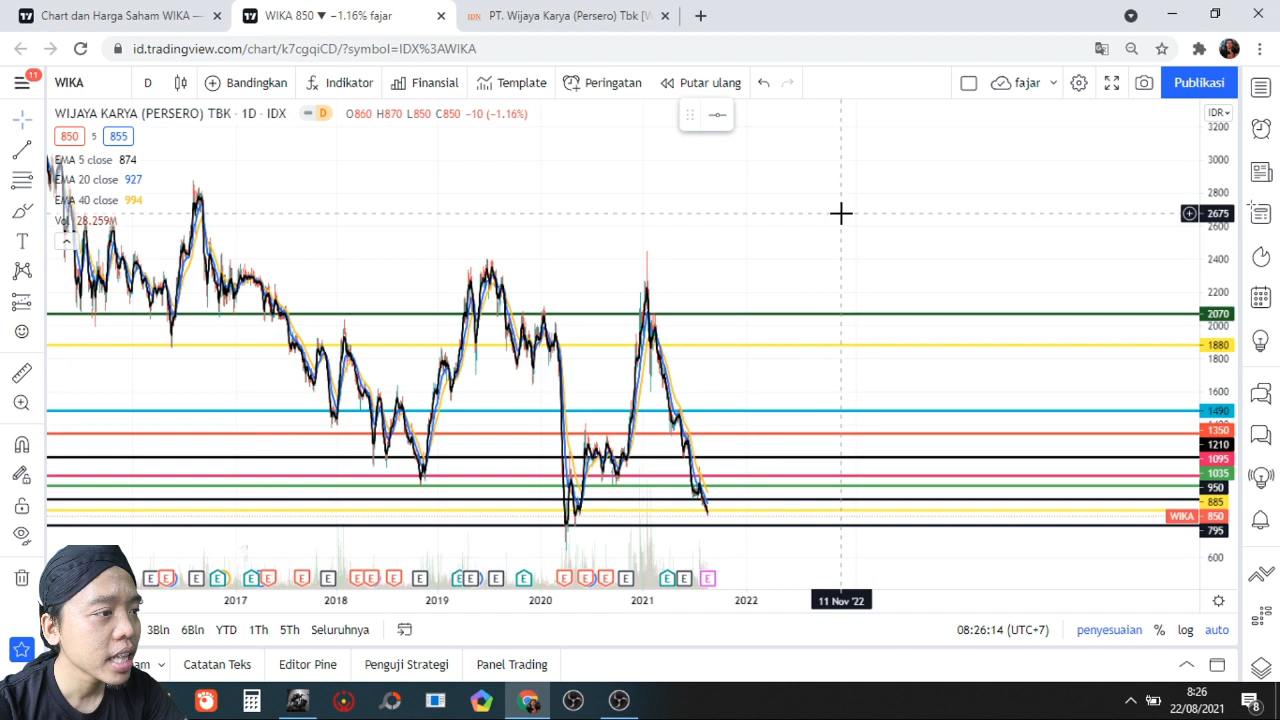 Chart dan Harga Saham WIKA —
WIKA 850 ▼ −1.16% fajar
IDN PT. Wijaya Karya (Persero) Tbk [W
id.tradingview.com/chart/k7cgqiCD/?symbol=IDX%3AWIKA
11
WIKA
D
Bandingkan
Indikator
Finansial
Template
Peringatan
Putar ulang
fajar
Publikasi
WIJAYA KARYA (PERSERO) TBK · 1D · IDX
D
O860 H870 L850 C850 −10 (−1.16%)
IDR
850 5 855
EMA 5 close 874
EMA 20 close 927
EMA 40 close 994
Vol 28.259M
3200
3000
2800
2675
2600
2400
2200
2070
2000
1880
1800
1600
1490
1350
1210
1095
1035
950
885
WIKA 850
795
600
E E E E E E E E E E E E E E E E E E E E E E
2017 2018 2019 2020 2021 2022
11 Nov '22
3Bln 6Bln YTD 1Th 5Th Seluruhnya
08:26:14 (UTC+7) penyesuaian % log auto
Catatan Teks
Editor Pine
Penguji Strategi
Panel Trading
8:26
22/08/2021
8